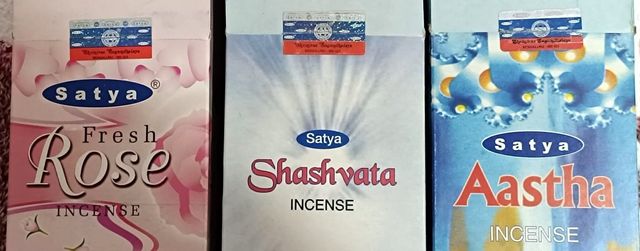 Satya®
Fresh
Rose
INCENSE
Satya
Shashvata
INCENSE
Satya
Aastha
INCENSE